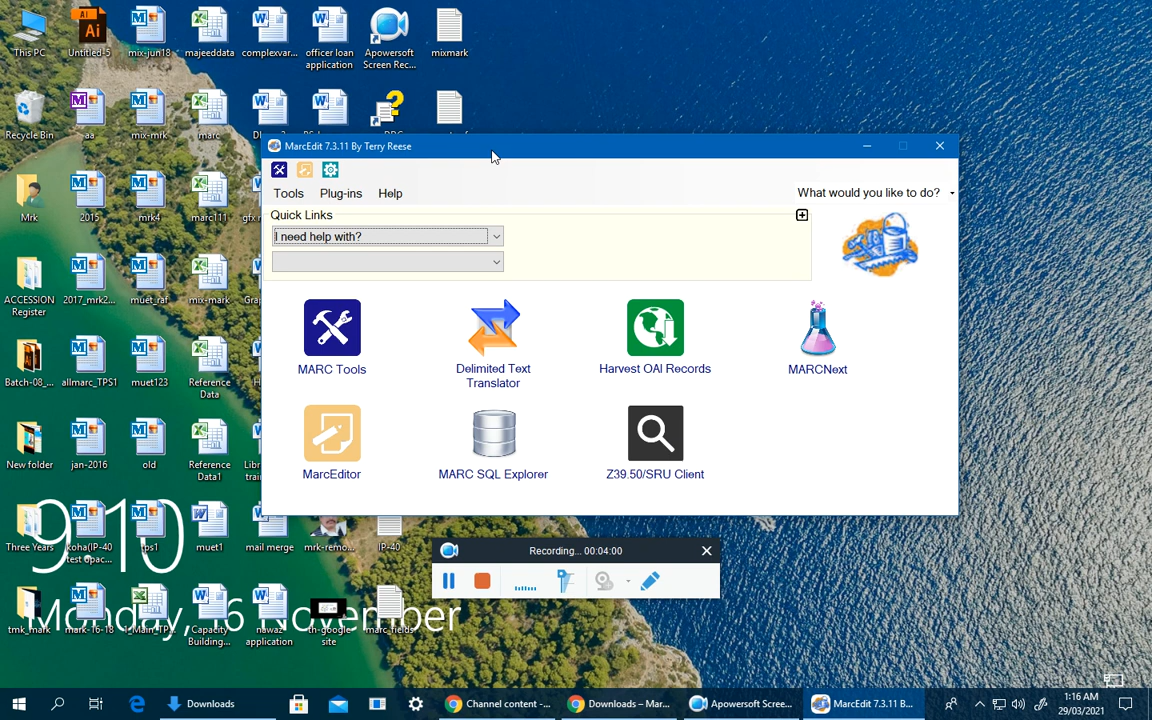 This PC
Untitled-5
mix-jun18
majeeddata
complexvar...
officer loan
application
Apowersoft
Screen Rec...
mixmark
Recycle Bin
aa
mix-mrk
marc
MarcEdit 7.3.11 By Terry Reese
Tools
Plug-ins
Help
What would you like to do?
Quick Links
I need help with?
Mrk
2015
mrk4
marc111
ACCESSION
Register
2017_mrk2...
muet_raf
mix-mark
MARC Tools
Delimited Text
Translator
Harvest OAI Records
MARCNext
Batch-08_...
allmarc_TPS1
muet123
Reference
Data
MarcEditor
MARC SQL Explorer
Z39.50/SRU Client
New folder
jan-2016
old
Reference
Data1
9:10
Three Years
koha(IP-40
test opac...
tps1
muet1
mail merge
mrk-remo...
IP-40
Recording... 00:04:00
Monday, 16 November
tmk_mark
mark-16-18
1_Main_TP...
Capacity
Building...
nawaz
application
th-google
site
marc fields
Downloads
Channel content -...
Downloads – Mar...
Apowersoft Scree...
MarcEdit 7.3.11 B...
1:16 AM
29/03/2021